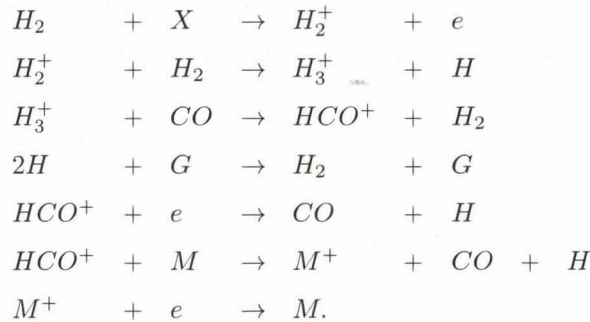 H₂ + X → H₂⁺ + e
H₂⁺ + H₂ → H₃⁺ + H
H₃⁺ + CO → HCO⁺ + H₂
2H + G → H₂ + G
HCO⁺ + e → CO + H
HCO⁺ + M → M⁺ + CO + H
M⁺ + e → M.